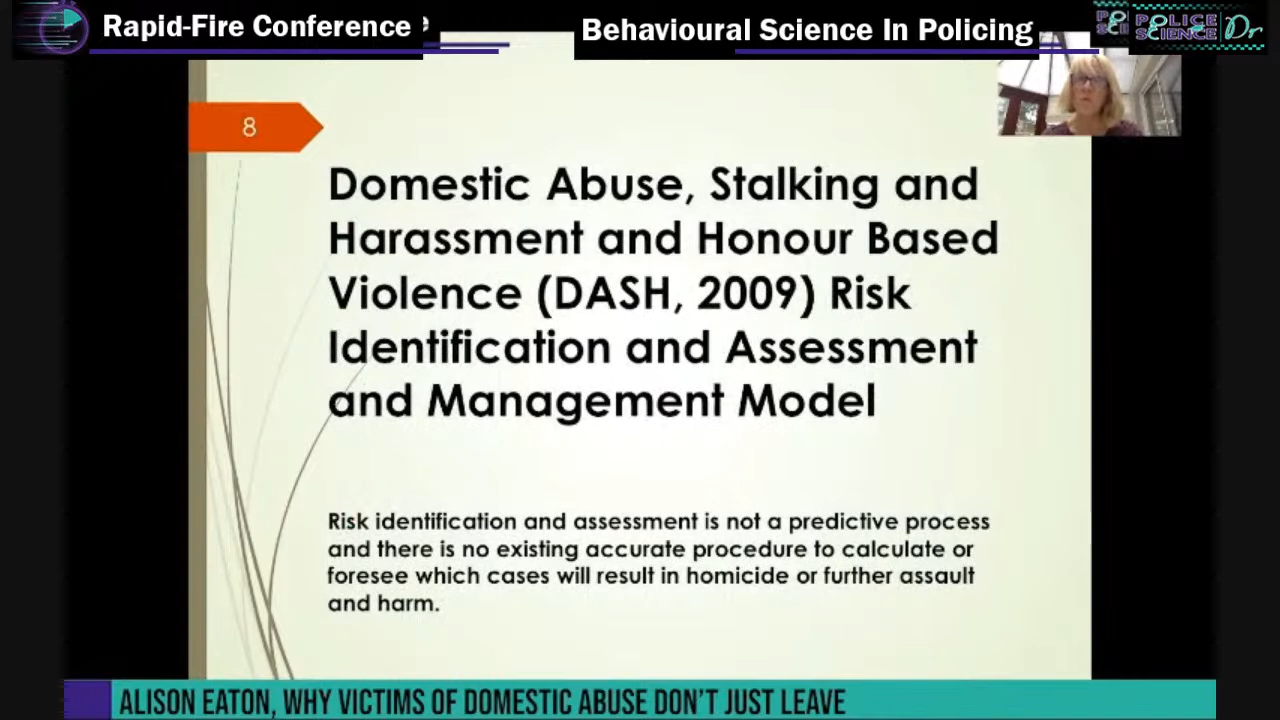 Rapid-Fire Conference
Behavioural Science In Policing
POLICE
SCIENCE
Dr
8
Domestic Abuse, Stalking and
Harassment and Honour Based
Violence (DASH, 2009) Risk
Identification and Assessment
and Management Model
Risk identification and assessment is not a predictive process
and there is no existing accurate procedure to calculate or
foresee which cases will result in homicide or further assault
and harm.
ALISON EATON, WHY VICTIMS OF DOMESTIC ABUSE DON'T JUST LEAVE